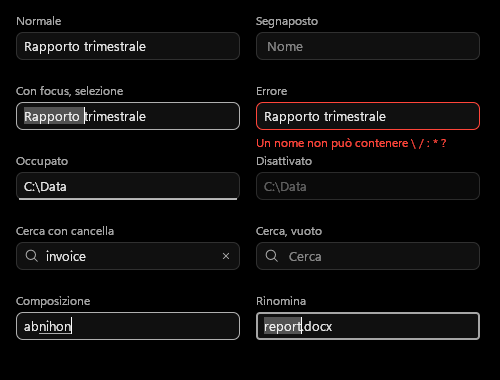 Normale
Segnaposto
Rapporto trimestrale
Nome
Con focus, selezione
Errore
Rapporto trimestrale
Rapporto trimestrale
Un nome non può contenere \ / : * ?
Occupato
Disattivato
C:\Data
C:\Data
Cerca con cancella
Cerca, vuoto
invoice
Cerca
Composizione
Rinomina
abnihon
report.docx